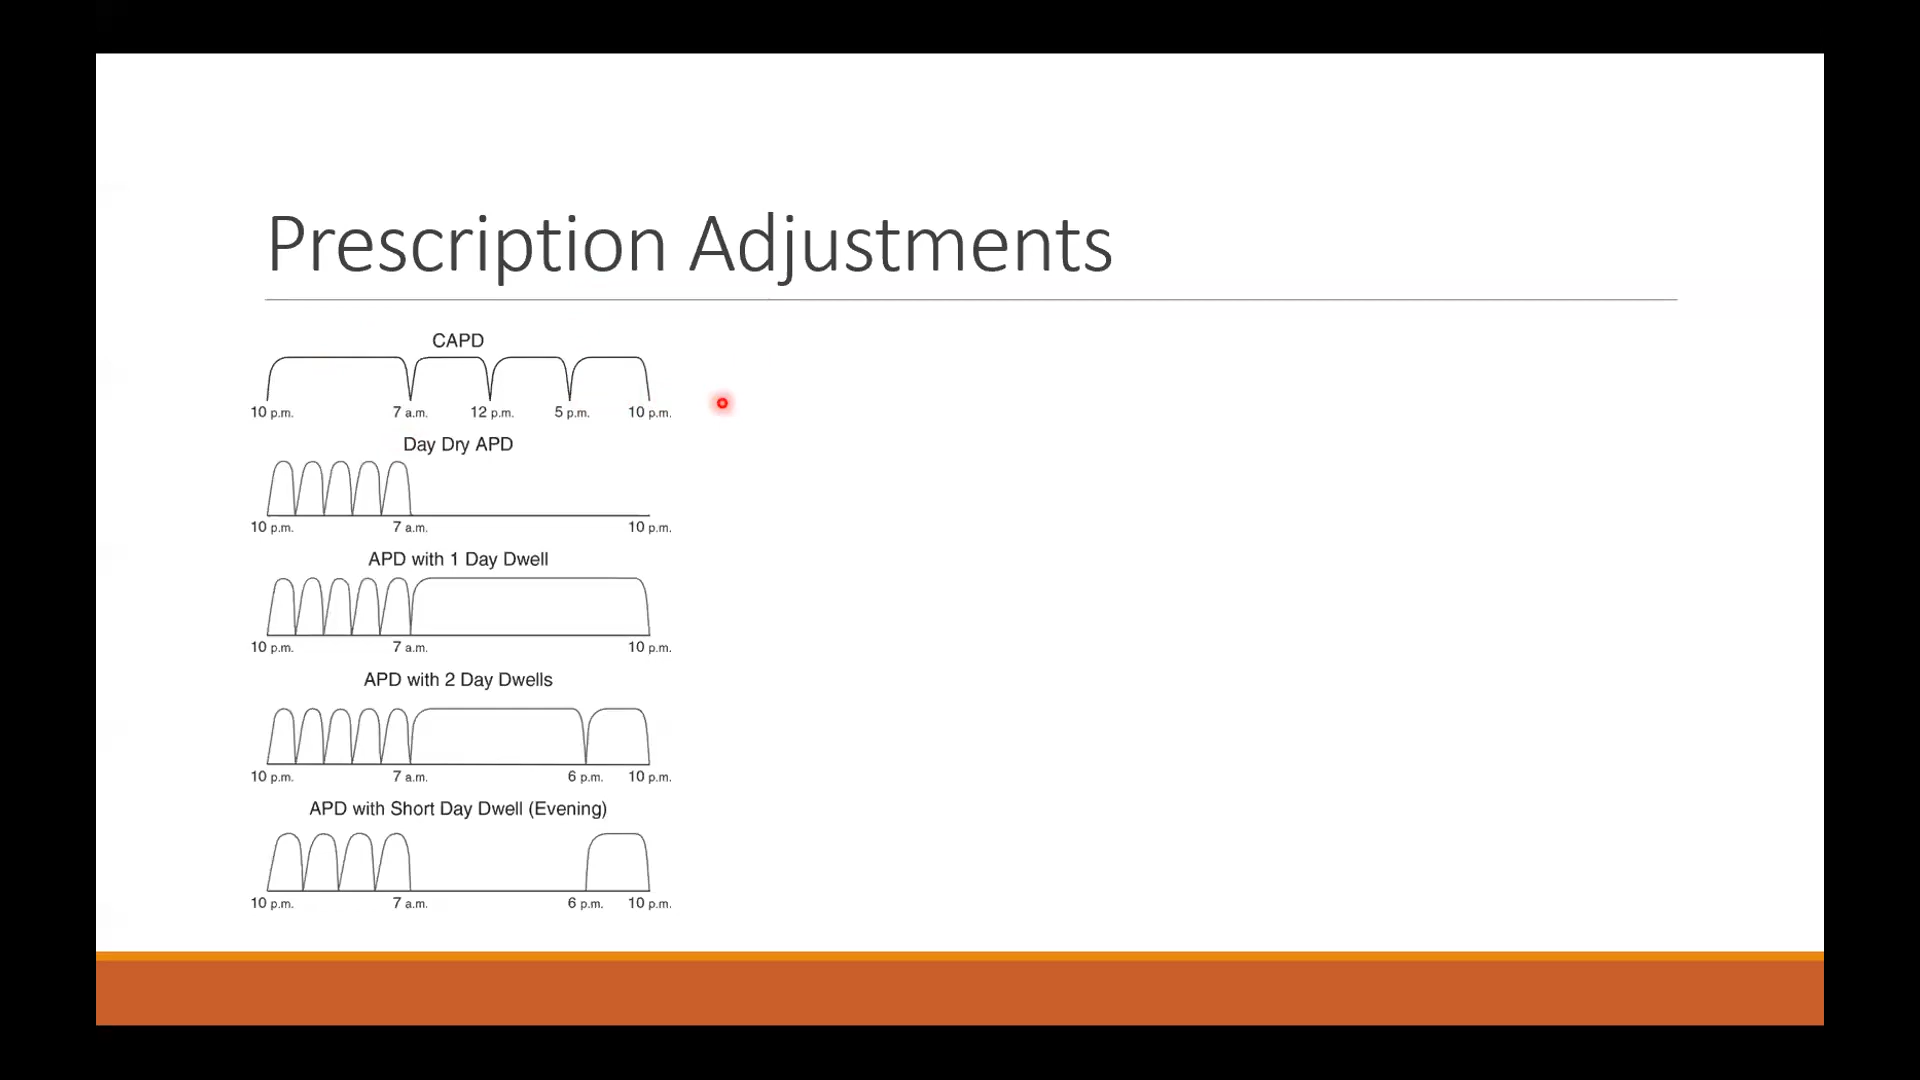 Prescription Adjustments
CAPD
10 p.m. 7 a.m. 12 p.m. 5 p.m. 10 p.m.
Day Dry APD
10 p.m. 7 a.m. 10 p.m.
APD with 1 Day Dwell
10 p.m. 7 a.m. 10 p.m.
APD with 2 Day Dwells
10 p.m. 7 a.m. 6 p.m. 10 p.m.
APD with Short Day Dwell (Evening)
10 p.m. 7 a.m. 6 p.m. 10 p.m.